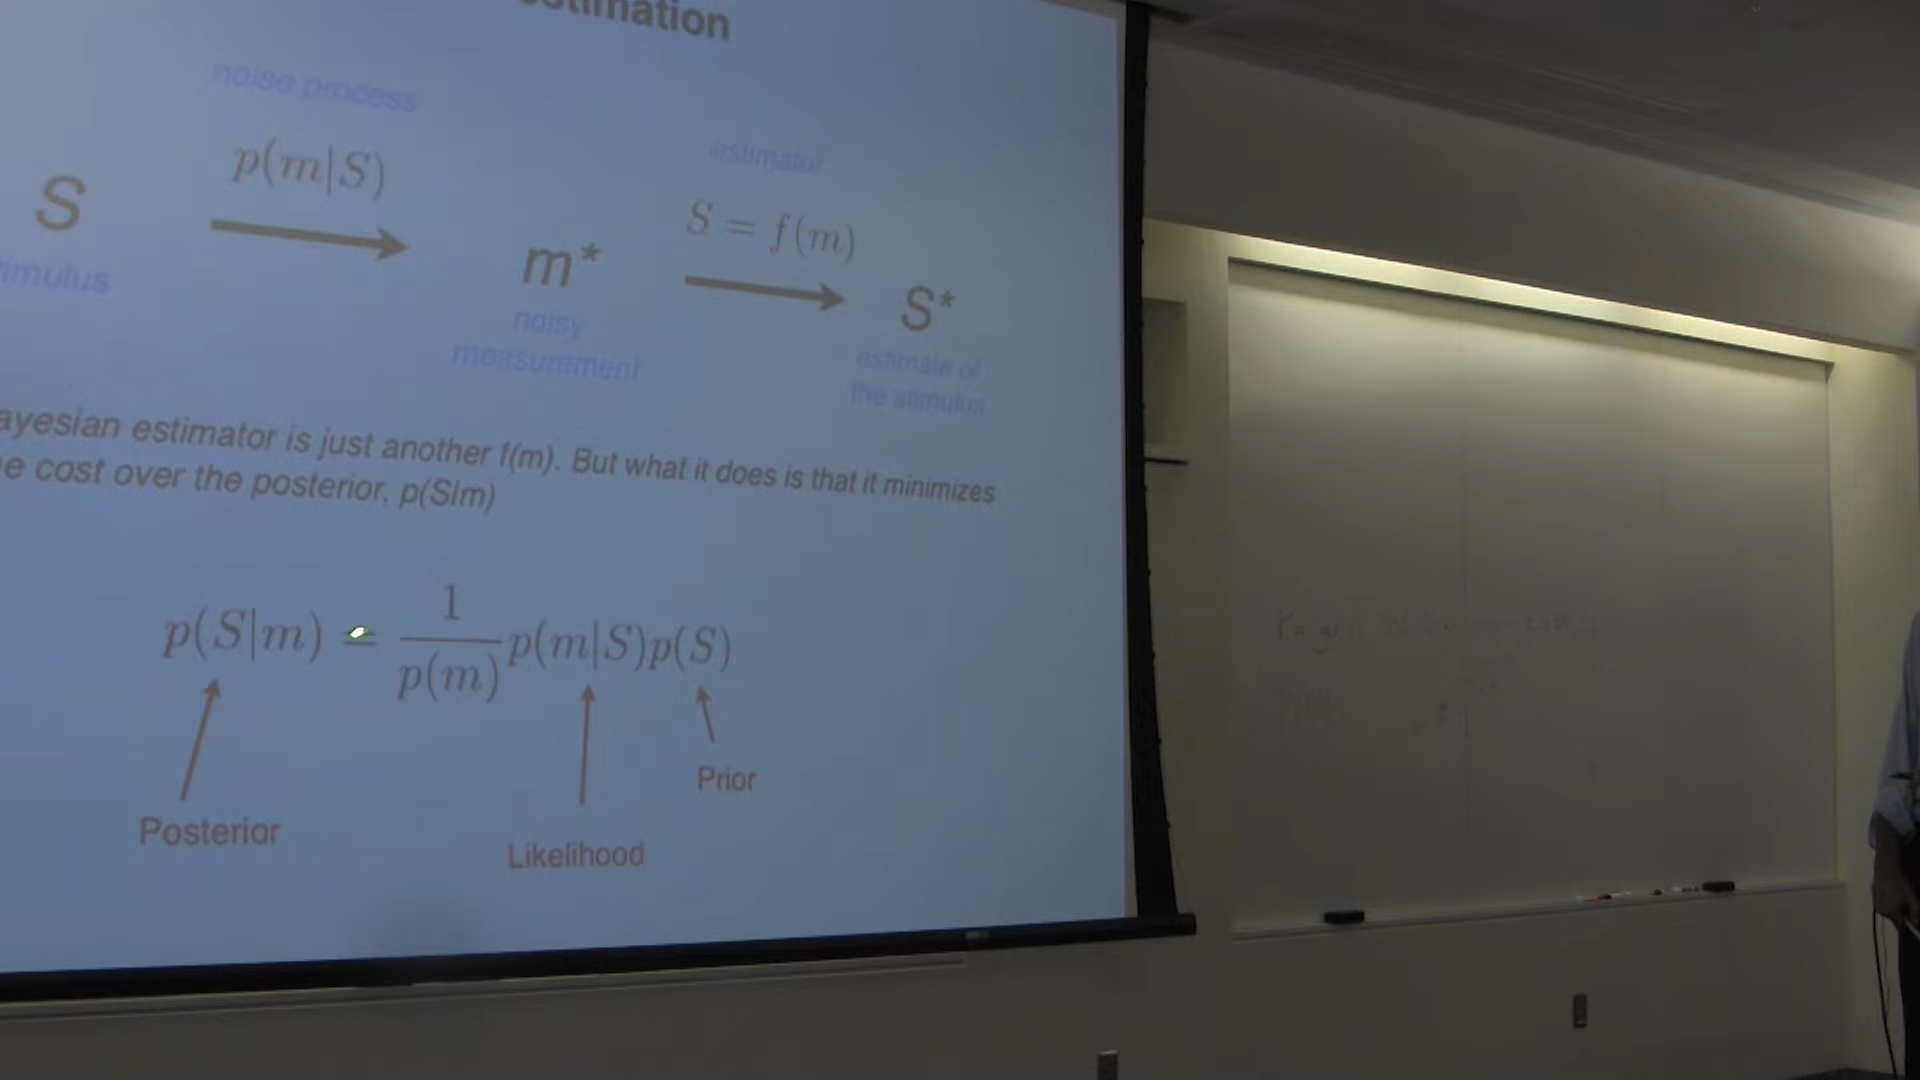 stimation
noise process
p(m|S)
estimator
S
S = f(m)
m*
S*
timulus
noisy
measurement
estimate of
the stimulus
ayesian estimator is just another f(m). But what it does is that it minimizes
e cost over the posterior, p(S|m)
p(S|m) = 1/p(m) p(m|S)p(S)
Prior
Posterior
Likelihood